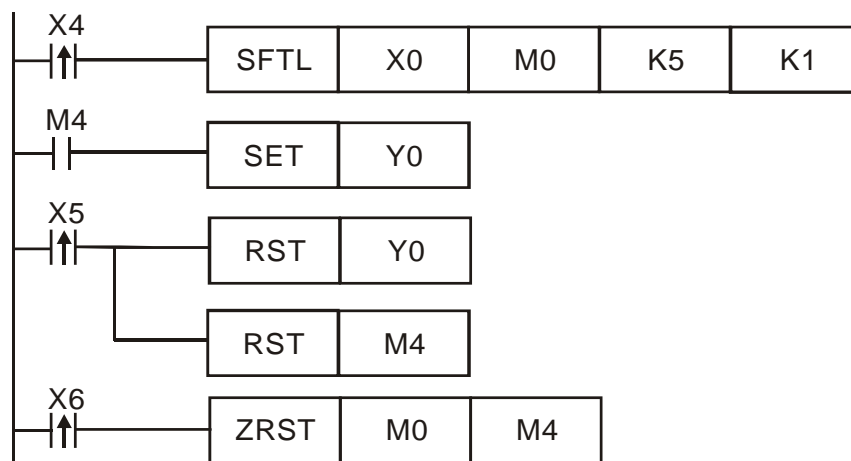 X4
SFTL X0 M0 K5 K1
M4
SET Y0
X5
RST Y0
RST M4
X6
ZRST M0 M4